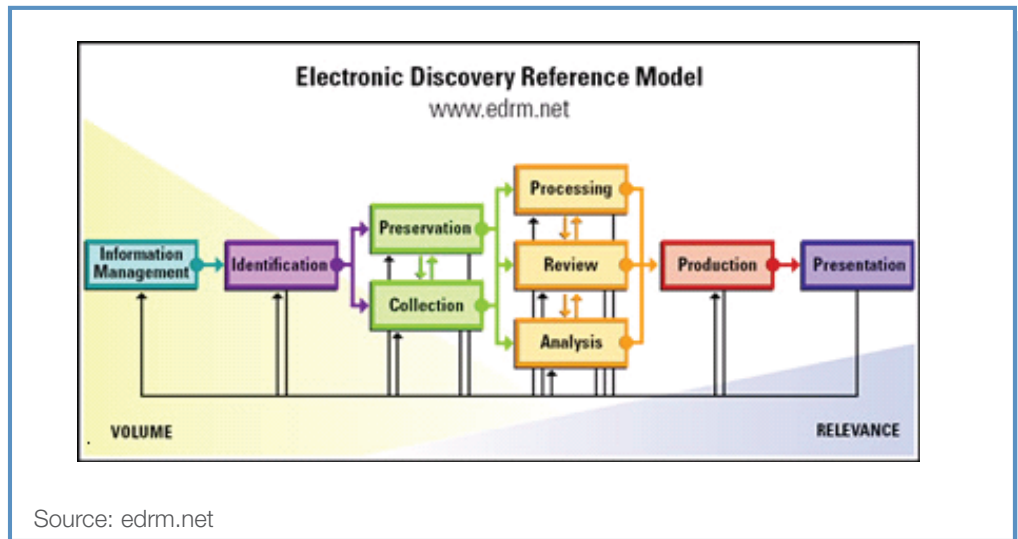 Electronic Discovery Reference Model
www.edrm.net
Information
Management
Identification
Preservation
Collection
Processing
Review
Analysis
Production
Presentation
VOLUME
RELEVANCE
Source: edrm.net